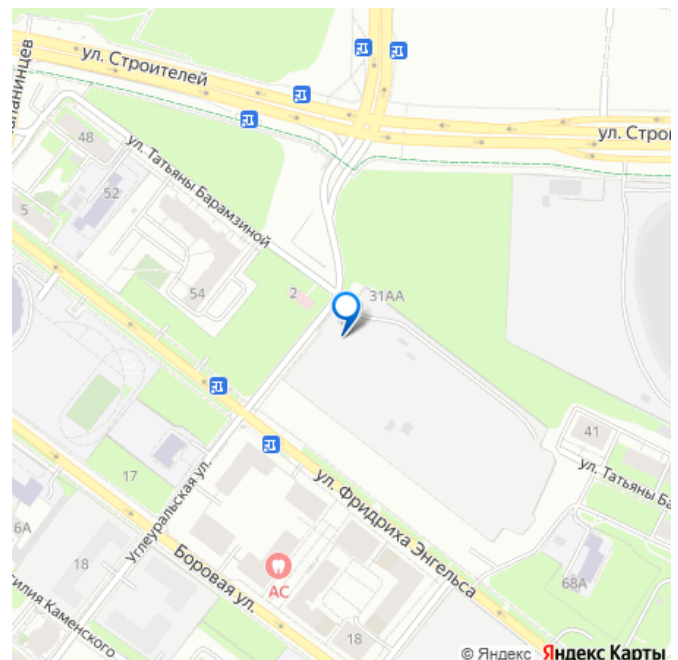 ул. Строителей
ул. Стро
48
ул. Татьяны Барамзиной
52
5
54
2
31АА
41
ул. Татьяны Ба
17
Углеуральская ул.
ул. Фридриха Энгельса
6А
18
Боровая ул.
АС
68А
18
Каменского
© Яндекс Яндекс Карты